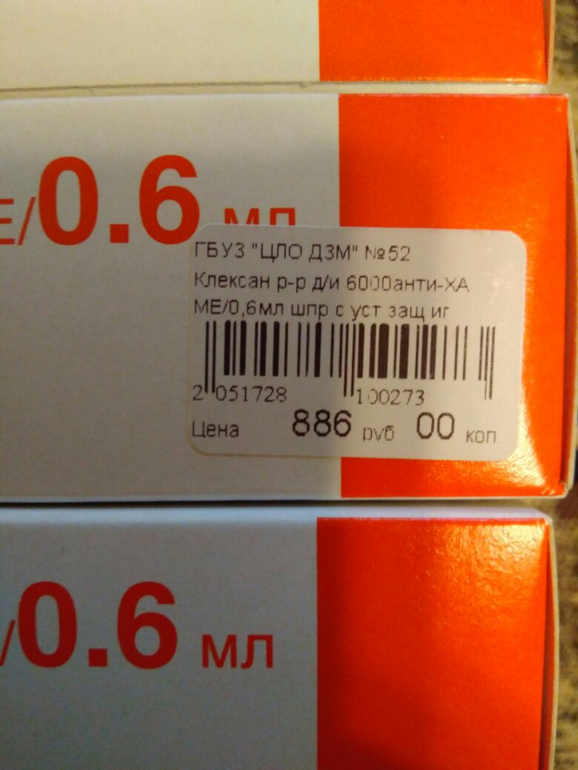 Е/0.6 мл
ГБУЗ "ЦЛО ДЗМ" №52
Клексан р-р д/и 6000анти-ХА
МЕ/0,6мл шпр с уст защ иг
2 051728 100273
Цена 886 руб 00 коп
/0.6 мл